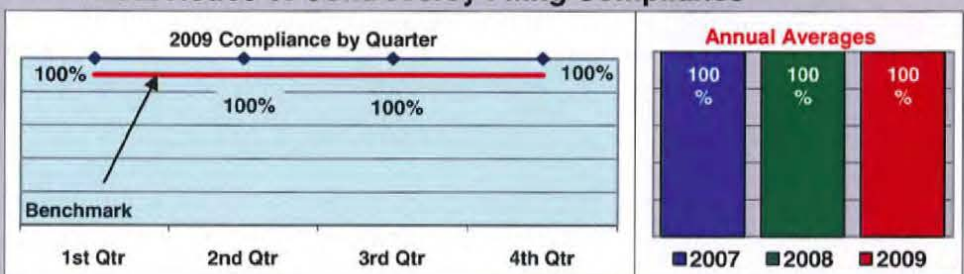 2009 Compliance by Quarter
100%
100%
100%
100%
Benchmark
1st Qtr 2nd Qtr 3rd Qtr 4th Qtr
Annual Averages
100 % 100 % 100 %
2007 2008 2009